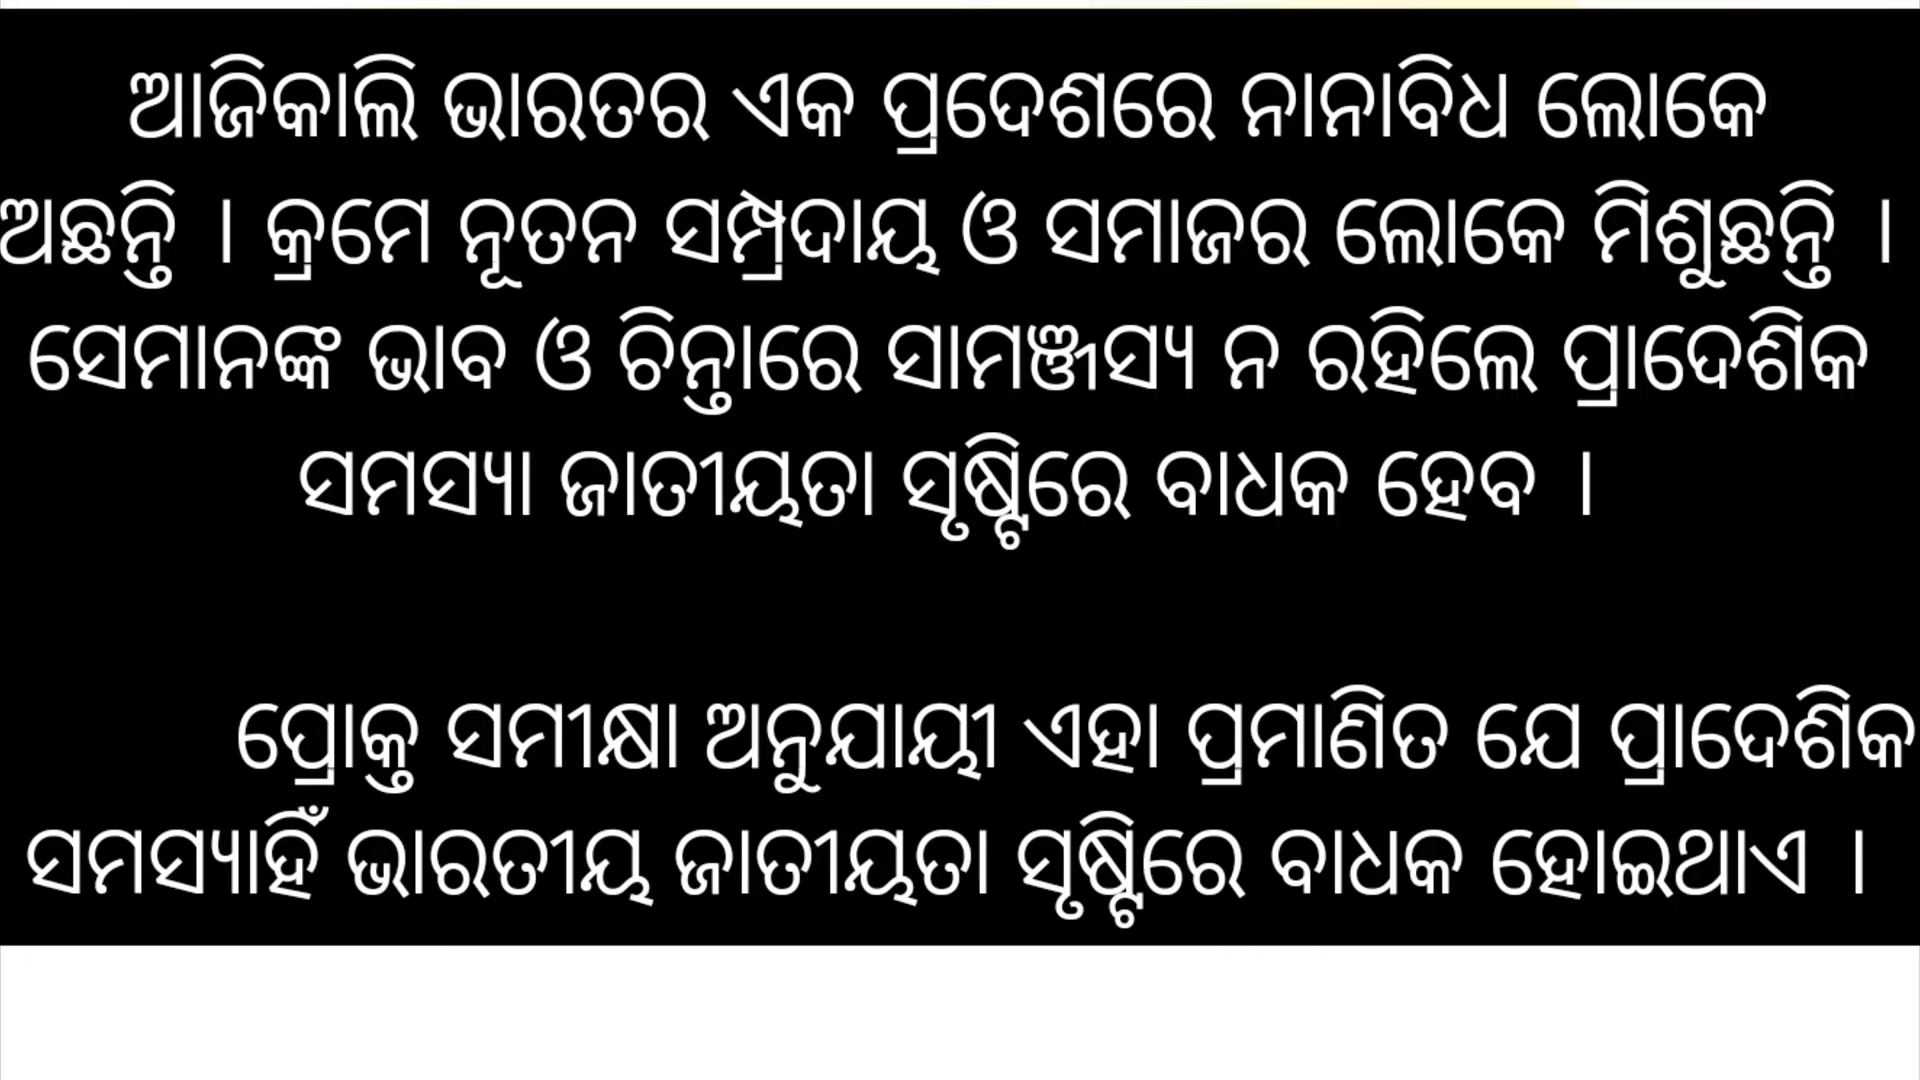 ଆଜିକାଲି ଭାରତର ଏକ ପ୍ରଦେଶରେ ନାନାବିଧ ଲୋକେ
ଅଛନ୍ତି । କ୍ରମେ ନୂତନ ସମ୍ପ୍ରଦାୟ ଓ ସମାଜର ଲୋକେ ମିଶୁଛନ୍ତି ।
ସେମାନଙ୍କ ଭାବ ଓ ଚିନ୍ତାରେ ସାମଞ୍ଜସ୍ୟ ନ ରହିଲେ ପ୍ରାଦେଶିକ
ସମସ୍ୟା ଜାତୀୟତା ସୃଷ୍ଟିରେ ବାଧକ ହେବ ।
ପ୍ରୋକ୍ତ ସମୀକ୍ଷା ଅନୁଯାୟୀ ଏହା ପ୍ରମାଣିତ ଯେ ପ୍ରାଦେଶିକ
ସମସ୍ୟାହିଁ ଭାରତୀୟ ଜାତୀୟତା ସୃଷ୍ଟିରେ ବାଧକ ହୋଇଥାଏ ।